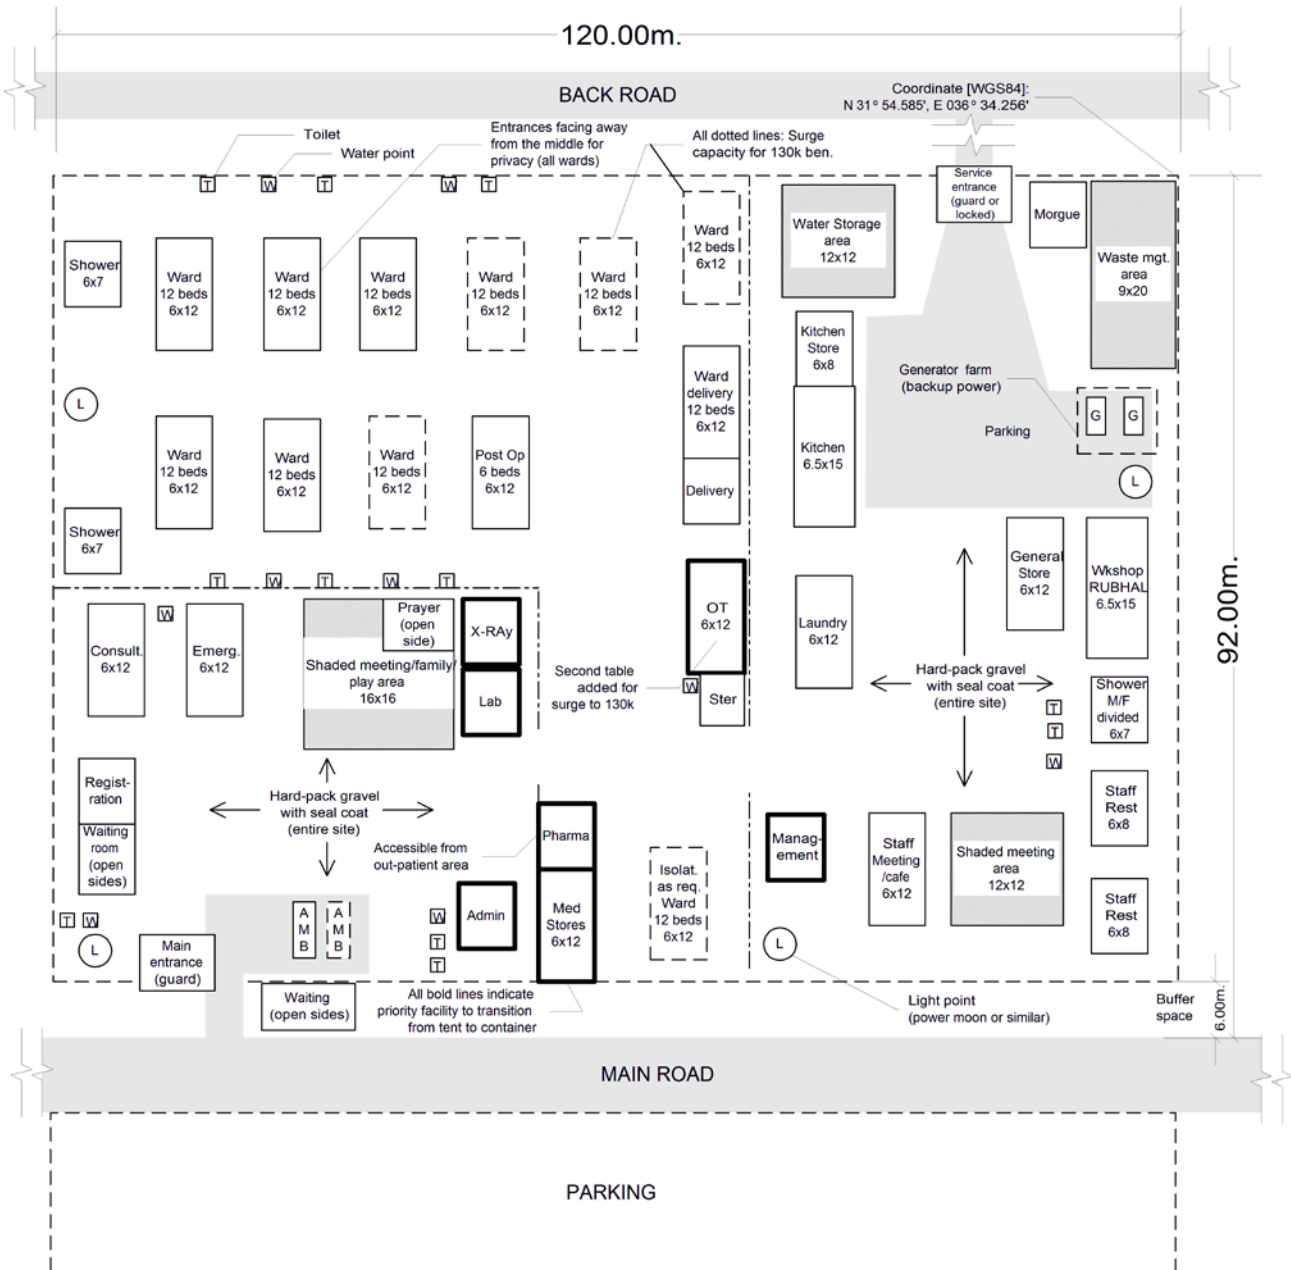 120.00m.
BACK ROAD
Coordinate [WGS84]:
N 31° 54.585', E 036° 34.256'
Toilet
Water point
Entrances facing away
from the middle for
privacy (all wards)
All dotted lines: Surge
capacity for 130k ben.
T
W
T
W
T
Service
entrance
(guard or
locked)
Morgue
Waste mgt.
area
9x20
Water Storage
area
12x12
Ward
12 beds
6x12
Shower
6x7
Ward
12 beds
6x12
Ward
12 beds
6x12
Ward
12 beds
6x12
Ward
12 beds
6x12
Ward
12 beds
6x12
Kitchen
Store
6x8
Generator farm
(backup power)
G
G
Parking
L
Ward
delivery
12 beds
6x12
Delivery
Kitchen
6.5x15
L
Ward
12 beds
6x12
Ward
12 beds
6x12
Ward
12 beds
6x12
Post Op
6 beds
6x12
Shower
6x7
T
W
T
W
T
General
Store
6x12
Wkshop
RUBHAL
6.5x15
92.00m.
Consult.
6x12
W
Emerg.
6x12
Prayer
(open
side)
Shaded meeting/family/
play area
16x16
X-RAy
Lab
OT
6x12
Second table
added for
surge to 130k
W
Ster
Laundry
6x12
Hard-pack gravel
with seal coat
(entire site)
Shower
M/F
divided
6x7
T
T
W
Regist-
ration
Waiting
room
(open
sides)
Hard-pack gravel
with seal coat
(entire site)
Accessible from
out-patient area
Pharma
Med
Stores
6x12
Isolat.
as req.
Ward
12 beds
6x12
Manag-
ement
Staff
Meeting
/cafe
6x12
Shaded meeting
area
12x12
Staff
Rest
6x8
Staff
Rest
6x8
T
W
L
Main
entrance
(guard)
A
M
B
A
M
B
W
T
T
Admin
L
Waiting
(open sides)
All bold lines indicate
priority facility to transition
from tent to container
Light point
(power moon or similar)
Buffer
space
6.00m.
MAIN ROAD
PARKING